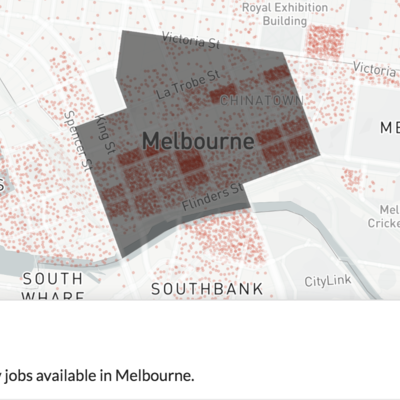 Royal Exhibition
Building
Victoria St
Victoria
La Trobe St
CHINATOWN
King St
Spencer St
Melbourne
ME
S
Flinders St
Mel
Cricke
SOUTH
WHARF
SOUTHBANK
CityLink
jobs available in Melbourne.